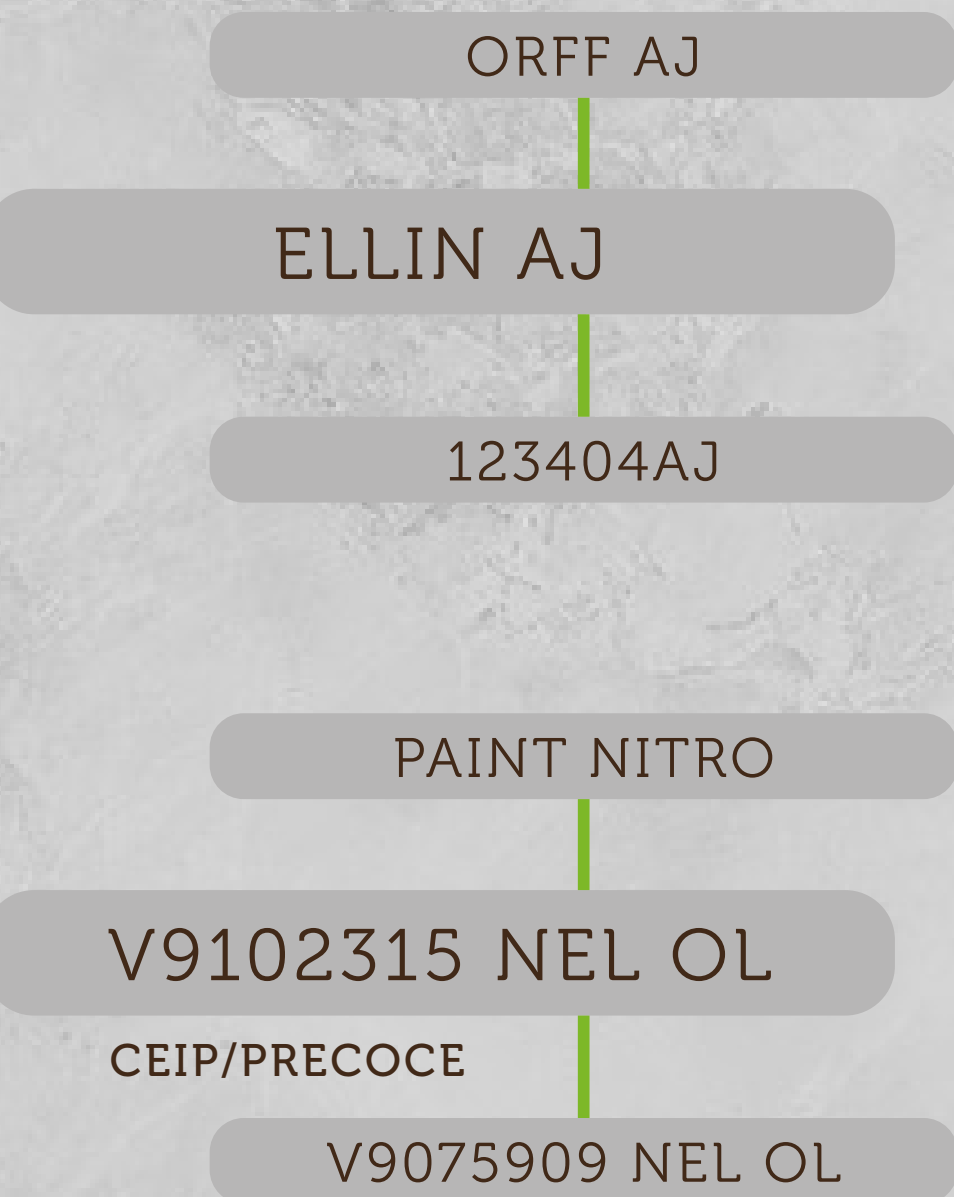 ORFF AJ
ELLIN AJ
123404AJ
PAINT NITRO
V9102315 NEL OL
CEIP/PRECOCE
V9075909 NEL OL